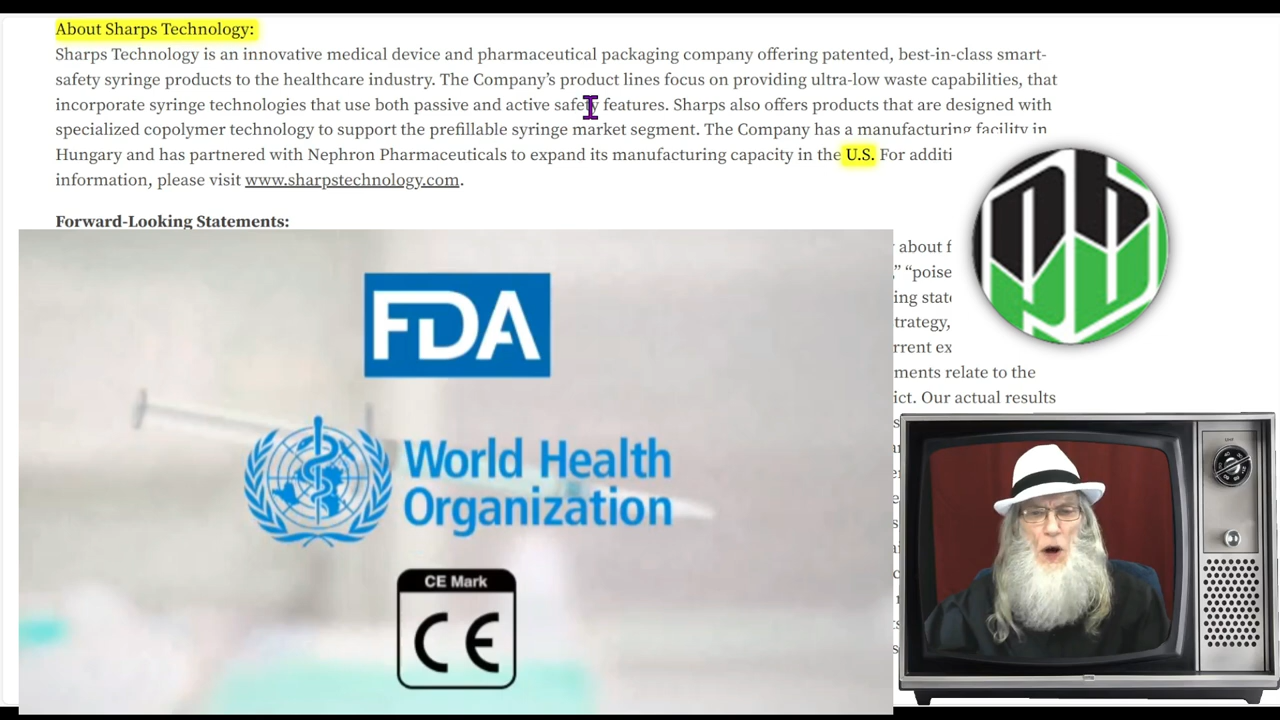 About Sharps Technology:
Sharps Technology is an innovative medical device and pharmaceutical packaging company offering patented, best-in-class smart-
safety syringe products to the healthcare industry. The Company's product lines focus on providing ultra-low waste capabilities, that
incorporate syringe technologies that use both passive and active safety features. Sharps also offers products that are designed with
specialized copolymer technology to support the prefillable syringe market segment. The Company has a manufacturing facility in
Hungary and has partnered with Nephron Pharmaceuticals to expand its manufacturing capacity in the U.S. For additi
information, please visit www.sharpstechnology.com.
Forward-Looking Statements:
about f
” “poise
ing state
trategy,
rrent ex
ments relate to the
ict. Our actual results
FDA
World Health
Organization
CE Mark
CE